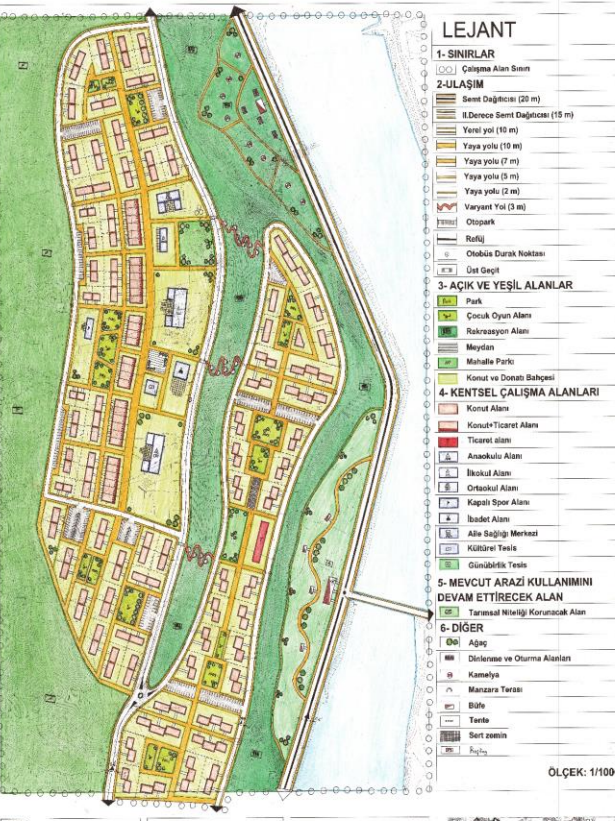 LEJANT
1- SINIRLAR
Çalışma Alan Sınırı
2-ULAŞIM
Semt Dağıtıcısı (20 m)
II.Derece Semt Dağıtıcısı (15 m)
Yerel yol (10 m)
Yaya yolu (10 m)
Yaya yolu (7 m)
Yaya yolu (5 m)
Yaya yolu (2 m)
Varyant Yol (3 m)
Otopark
Refüj
Otobüs Durak Noktası
Üst Geçit
3- AÇIK VE YEŞİL ALANLAR
Park
Çocuk Oyun Alanı
Rekreasyon Alanı
Meydan
Mahalle Parkı
Konut ve Donatı Bahçesi
4- KENTSEL ÇALIŞMA ALANLARI
Konut Alanı
Konut+Ticaret Alanı
Ticaret alanı
Anaokulu Alanı
İlkokul Alanı
Ortaokul Alanı
Kapalı Spor Alanı
İbadet Alanı
Aile Sağlığı Merkezi
Kültürel Tesis
Günübirlik Tesis
5- MEVCUT ARAZİ KULLANIMINI
DEVAM ETTİRECEK ALAN
Tarımsal Niteliği Korunacak Alan
6- DİĞER
Ağaç
Dinlenme ve Oturma Alanları
Kamelya
Manzara Terası
Büfe
Tente
Sert zemin
ÖLÇEK: 1/100